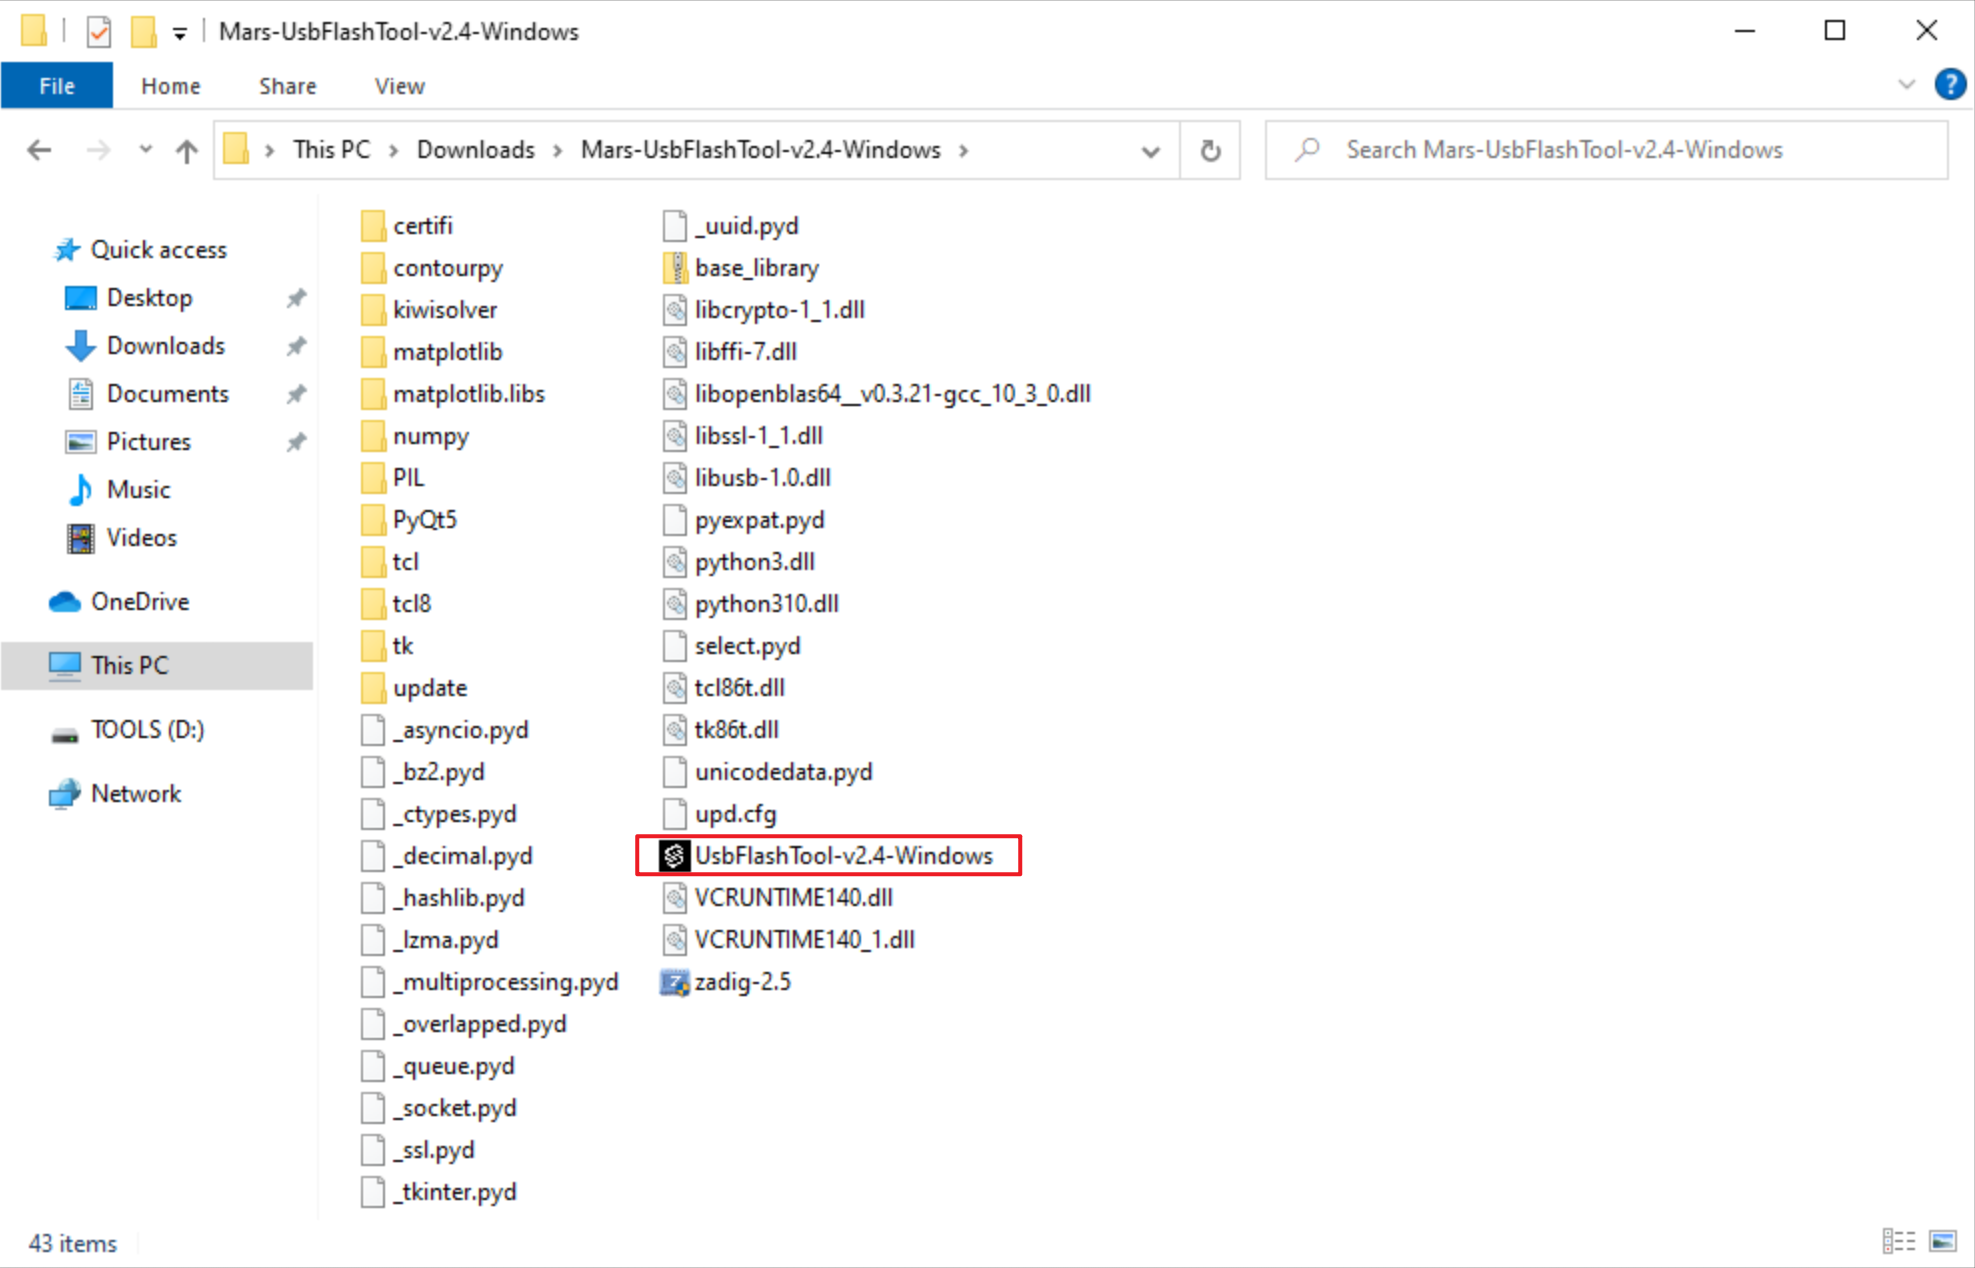 Mars-UsbFlashTool-v2.4-Windows
File Home Share View
?
This PC Downloads Mars-UsbFlashTool-v2.4-Windows
Search Mars-UsbFlashTool-v2.4-Windows
Quick access
Desktop
Downloads
Documents
Pictures
Music
Videos
OneDrive
This PC
TOOLS (D:)
Network
certifi
contourpy
kiwisolver
matplotlib
matplotlib.libs
numpy
PIL
PyQt5
tcl
tcl8
tk
update
_asyncio.pyd
_bz2.pyd
_ctypes.pyd
_decimal.pyd
_hashlib.pyd
_lzma.pyd
_multiprocessing.pyd
_overlapped.pyd
_queue.pyd
_socket.pyd
_ssl.pyd
_tkinter.pyd
_uuid.pyd
base_library
libcrypto-1_1.dll
libffi-7.dll
libopenblas64__v0.3.21-gcc_10_3_0.dll
libssl-1_1.dll
libusb-1.0.dll
pyexpat.pyd
python3.dll
python310.dll
select.pyd
tcl86t.dll
tk86t.dll
unicodedata.pyd
upd.cfg
UsbFlashTool-v2.4-Windows
VCRUNTIME140.dll
VCRUNTIME140_1.dll
zadig-2.5
43 items